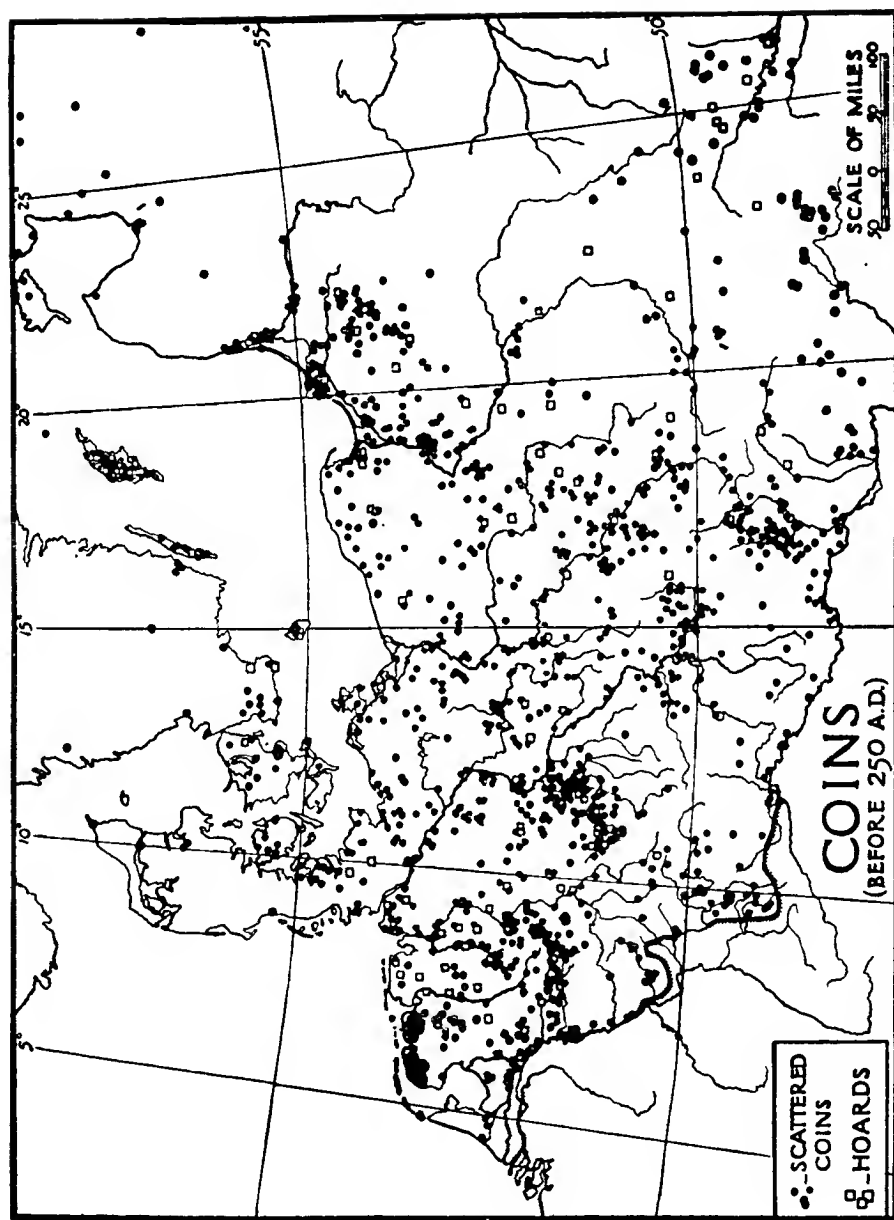 5°
10°
15°
20°
25°
55°
50°
COINS
(BEFORE 250 A.D.)
SCALE OF MILES
50 0 50 100
SCATTERED
COINS
HOARDS